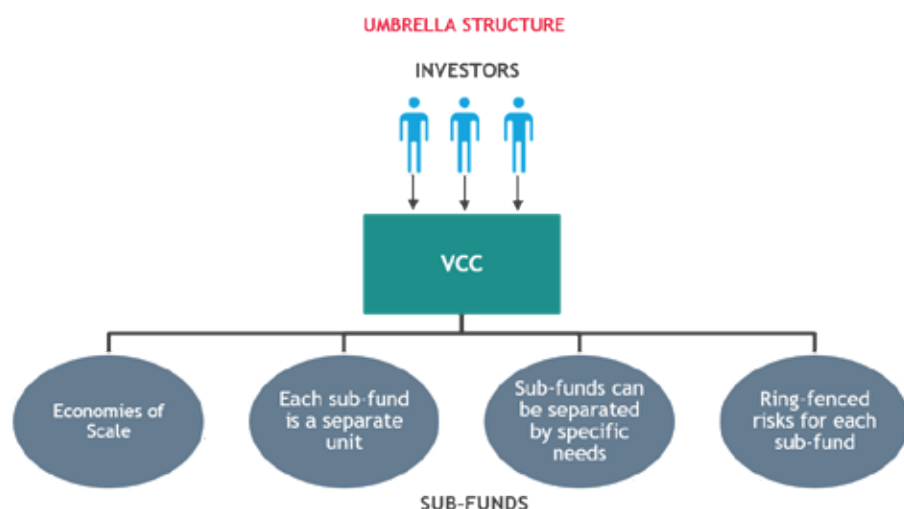 UMBRELLA STRUCTURE
INVESTORS
VCC
Economies of
Scale
Each sub-fund
is a separate
unit
Sub-funds can
be separated
by specific
needs
Ring-fenced
risks for each
sub-fund
SUB-FUNDS